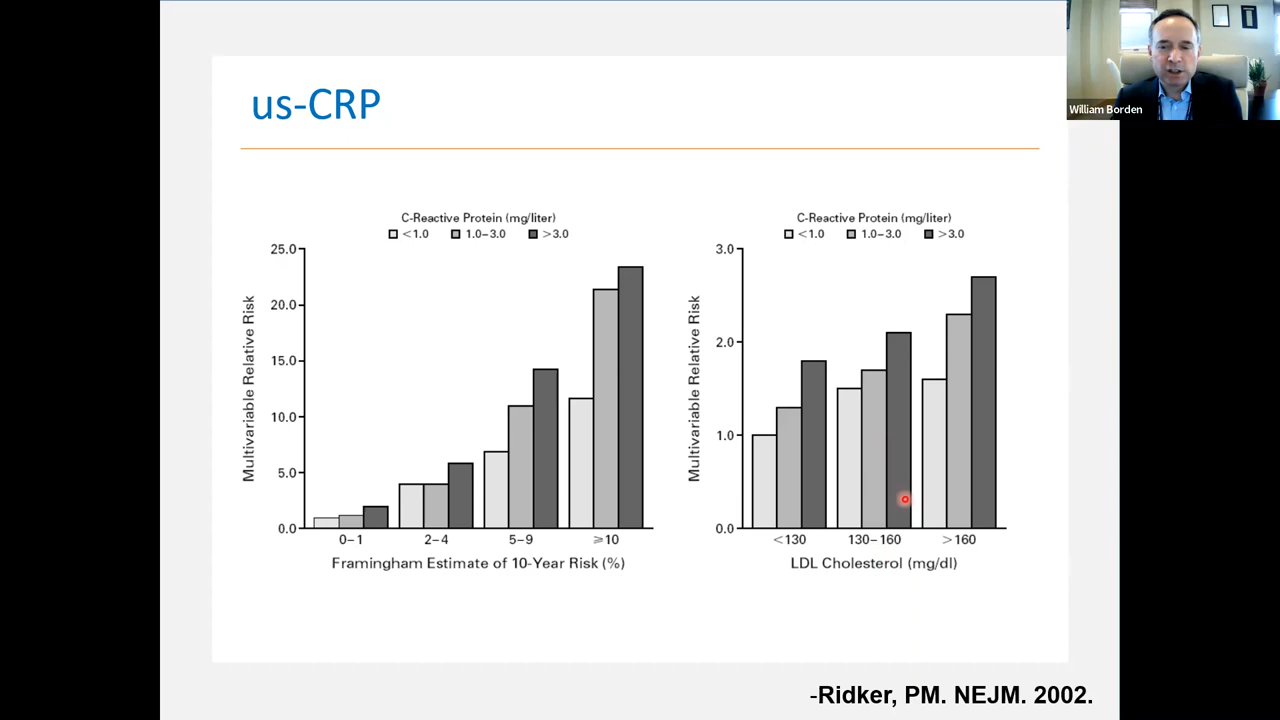 William Borden
us-CRP
C-Reactive Protein (mg/liter)
<1.0 1.0–3.0 >3.0
25.0
20.0
15.0
10.0
5.0
0.0
Multivariable Relative Risk
0–1 2–4 5–9 ≥10
Framingham Estimate of 10-Year Risk (%)
C-Reactive Protein (mg/liter)
<1.0 1.0–3.0 >3.0
3.0
2.0
1.0
0.0
Multivariable Relative Risk
<130 130–160 >160
LDL Cholesterol (mg/dl)
-Ridker, PM. NEJM. 2002.